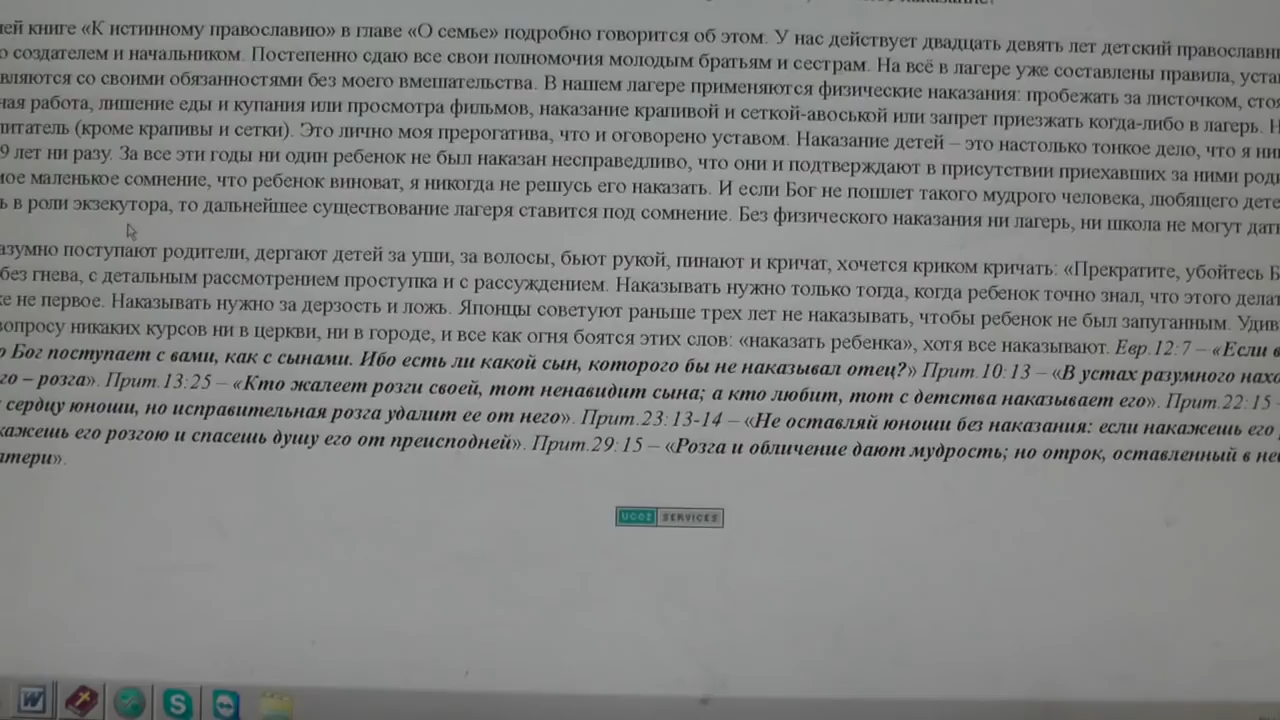 ей книге «К истинному православию» в главе «О семье» подробно говорится об этом. У нас действует двадцать девять лет детский православны
о создателем и начальником. Постепенно сдаю все свои полномочия молодым братьям и сестрам. На всё в лагере уже составлены правила, уста
вляются со своими обязанностями без моего вмешательства. В нашем лагере применяются физические наказания: пробежать за листочком, стоя
ная работа, лишение еды и купания или просмотра фильмов, наказание крапивой и сеткой-авоськой или запрет приезжать когда-либо в лагерь. Н
питатель (кроме крапивы и сетки). Это лично моя прерогатива, что и оговорено уставом. Наказание детей – это настолько тонкое дело, что я ник
9 лет ни разу. За все эти годы ни один ребенок не был наказан несправедливо, что они и подтверждают в присутствии приехавших за ними роди
мое маленькое сомнение, что ребенок виноват, я никогда не решусь его наказать. И если Бог не пошлет такого мудрого человека, любящего дете
ь в роли экзекутора, то дальнейшее существование лагеря ставится под сомнение. Без физического наказания ни лагерь, ни школа не могут дать
азумно поступают родители, дергают детей за уши, за волосы, бьют рукой, пинают и кричат, хочется криком кричать: «Прекратите, убойтесь Б
без гнева, с детальным рассмотрением проступка и с рассуждением. Наказывать нужно только тогда, когда ребенок точно знал, что этого делат
же не первое. Наказывать нужно за дерзость и ложь. Японцы советуют раньше трех лет не наказывать, чтобы ребенок не был запуганным. Удив
вопросу никаких курсов ни в церкви, ни в городе, и все как огня боятся этих слов: «наказать ребенка», хотя все наказывают. Евр.12:7 – «Если в
о Бог поступает с вами, как с сынами. Ибо есть ли какой сын, которого бы не наказывал отец?» Прит.10:13 – «В устах разумного нахо
го – розга». Прит.13:25 – «Кто жалеет розги своей, тот ненавидит сына; а кто любит, тот с детства наказывает его». Прит.22:15 –
сердцу юноши, но исправительная розга удалит ее от него». Прит.23:13-14 – «Не оставляй юноши без наказания: если накажешь его
кажешь его розгою и спасешь душу его от преисподней». Прит.29:15 – «Розга и обличение дают мудрость; но отрок, оставленный в не
атери».
UCOZ SERVICES